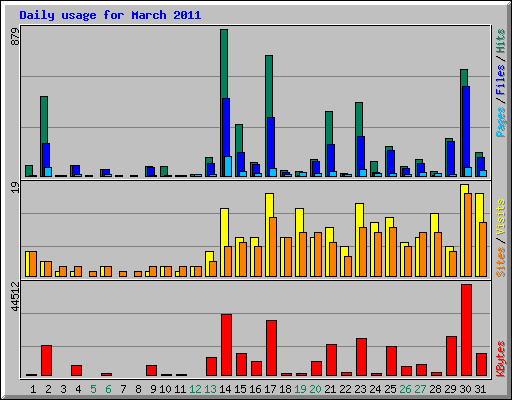 Daily usage for March 2011
879
Pages / Files / Hits
19
Sites / Visits
44512
KBytes
1 2 3 4 5 6 7 8 9 10 11 12 13 14 15 16 17 18 19 20 21 22 23 24 25 26 27 28 29 30 31